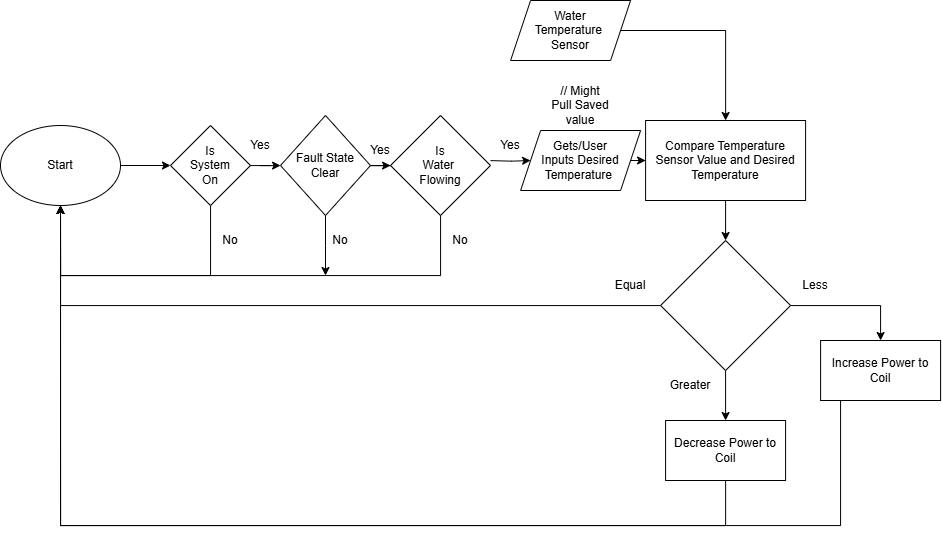 Water
Temperature
Sensor
// Might
Pull Saved
value
Start
Is
System
On
Yes
Fault State
Clear
Yes
Is
Water
Flowing
Yes
Gets/User
Inputs Desired
Temperature
Compare Temperature
Sensor Value and Desired
Temperature
No
No
No
Equal
Less
Increase Power to
Coil
Greater
Decrease Power to
Coil